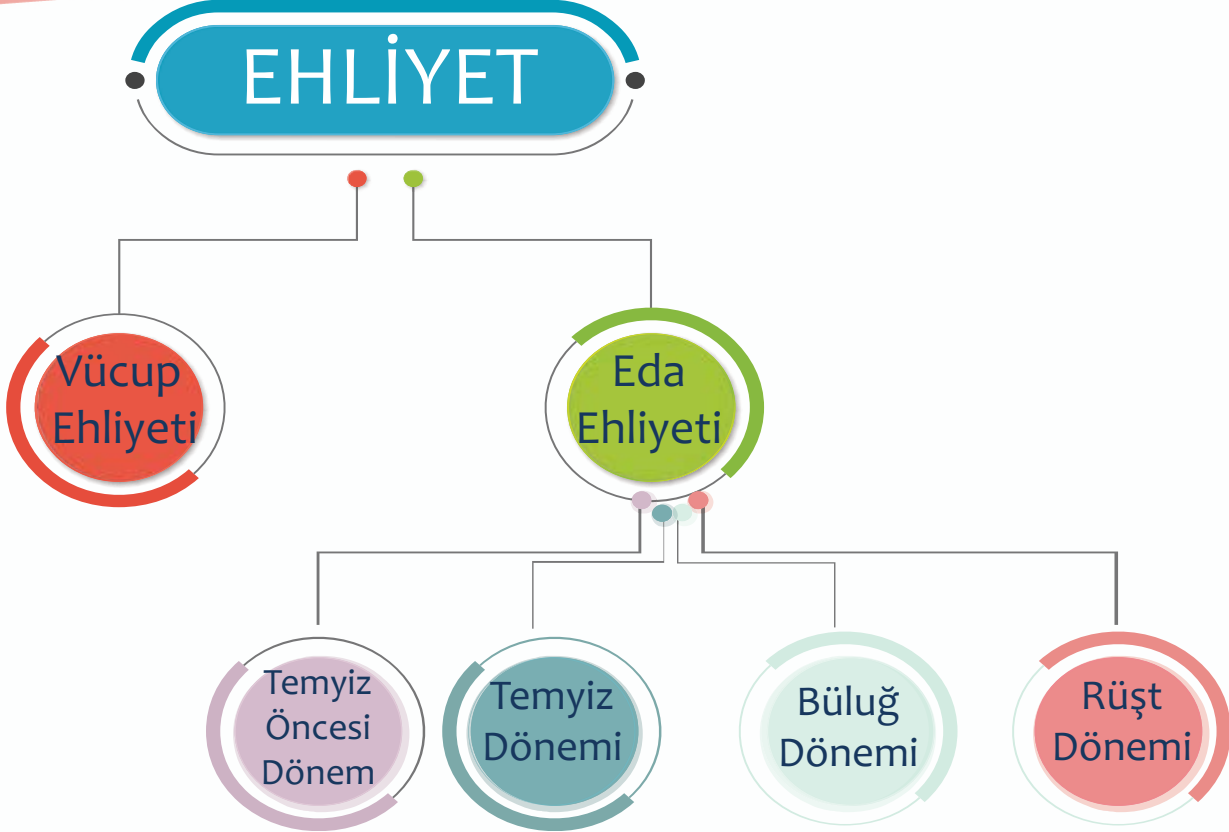 EHLİYET
Vücup
Ehliyeti
Eda
Ehliyeti
Temyiz
Öncesi
Dönem
Temyiz
Dönemi
Büluğ
Dönemi
Rüşt
Dönemi